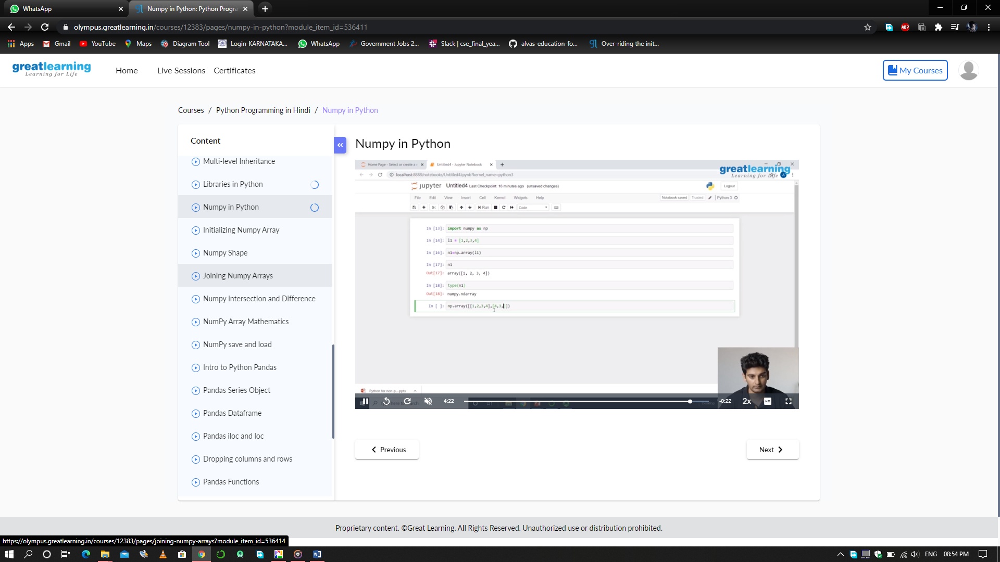 WhatsApp
Numpy in Python: Python Progra
olympus.greatlearning.in/courses/12383/pages/numpy-in-python?module_item_id=536411
Apps Gmail YouTube Maps Diagram Tool Login-KARNATAKA... WhatsApp Government Jobs 2... Slack | cse_final_yea... alvas-education-fo... Over-riding the init...
greatlearning
Learning for Life
Home Live Sessions Certificates
My Courses
Courses / Python Programming in Hindi / Numpy in Python
Content
Multi-level Inheritance
Libraries in Python
Numpy in Python
Initializing Numpy Array
Numpy Shape
Joining Numpy Arrays
Numpy Intersection and Difference
NumPy Array Mathematics
NumPy save and load
Intro to Python Pandas
Pandas Series Object
Pandas Dataframe
Pandas iloc and loc
Dropping columns and rows
Pandas Functions
Numpy in Python
Home Page - Select or create a n
Untitled4 - Jupyter Notebook
localhost:8888/notebooks/Untitled4.ipynb?kernel_name=python3
greatlearning
Learning for Life
jupyter Untitled4 Last Checkpoint 16 minutes ago (unsaved changes)
Logout
File Edit View Insert Cell Kernel Widgets Help
Notebook saved Trusted Python 3
Run Code
In [13]: import numpy as np
In [14]: l1 = [1,2,3,4]
In [16]: n1=np.array(l1)
In [17]: n1
Out[17]: array([1, 2, 3, 4])
In [18]: type(n1)
Out[18]: numpy.ndarray
In [ ]: np.array([[1,2,3,4],[4,3,]])
Python for non-p....pptx
4:22 -0:22 2x HD
Previous
Next
Proprietary content. ©Great Learning. All Rights Reserved. Unauthorized use or distribution prohibited.
https://olympus.greatlearning.in/courses/12383/pages/joining-numpy-arrays?module_item_id=536414
ENG 08:54 PM